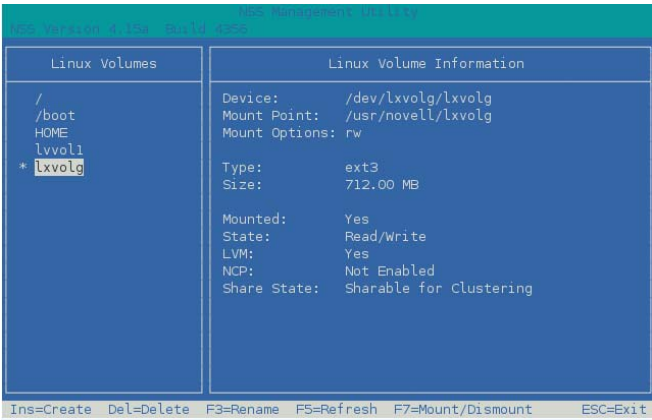 NSS Management Utility
NSS Version 4.15a Build 4356
Linux Volumes
/
/boot
HOME
lvvol1
* lxvolg
Linux Volume Information
Device: /dev/lxvolg/lxvolg
Mount Point: /usr/novell/lxvolg
Mount Options: rw
Type: ext3
Size: 712.00 MB
Mounted: Yes
State: Read/Write
LVM: Yes
NCP: Not Enabled
Share State: Sharable for Clustering
Ins=Create Del=Delete F3=Rename F5=Refresh F7=Mount/Dismount ESC=Exit